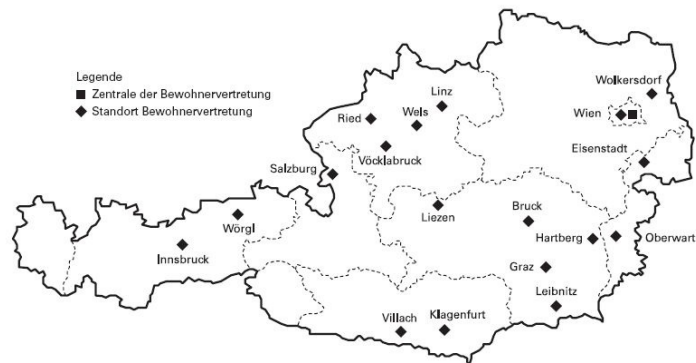 Legende
Zentrale der Bewohnervertretung
Standort Bewohnervertretung
Linz
Wolkersdorf
Ried
Wels
Wien
Vöcklabruck
Eisenstadt
Salzburg
Liezen
Bruck
Wörgl
Hartberg
Oberwart
Innsbruck
Graz
Leibnitz
Villach
Klagenfurt